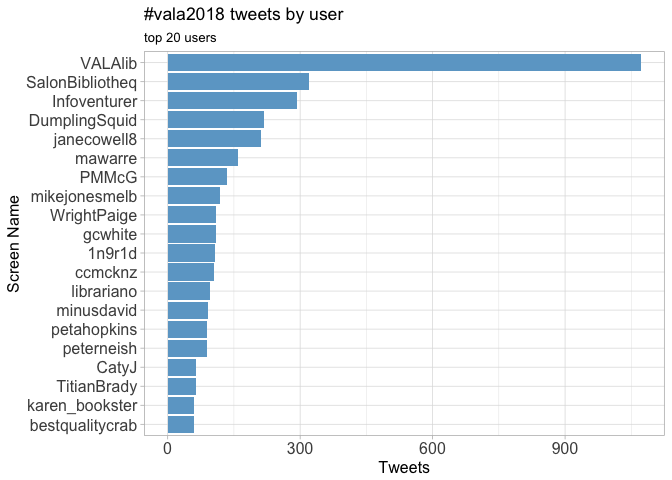 #vala2018 tweets by user
top 20 users
VALAlib
SalonBibliotheq
Infoventurer
DumplingSquid
janecowell8
mawarre
PMMcG
mikejonesmelb
WrightPaige
gcwhite
1n9r1d
ccmcknz
librariano
minusdavid
petahopkins
peterneish
CatyJ
TitianBrady
karen_bookster
bestqualitycrab
Screen Name
0 300 600 900
Tweets